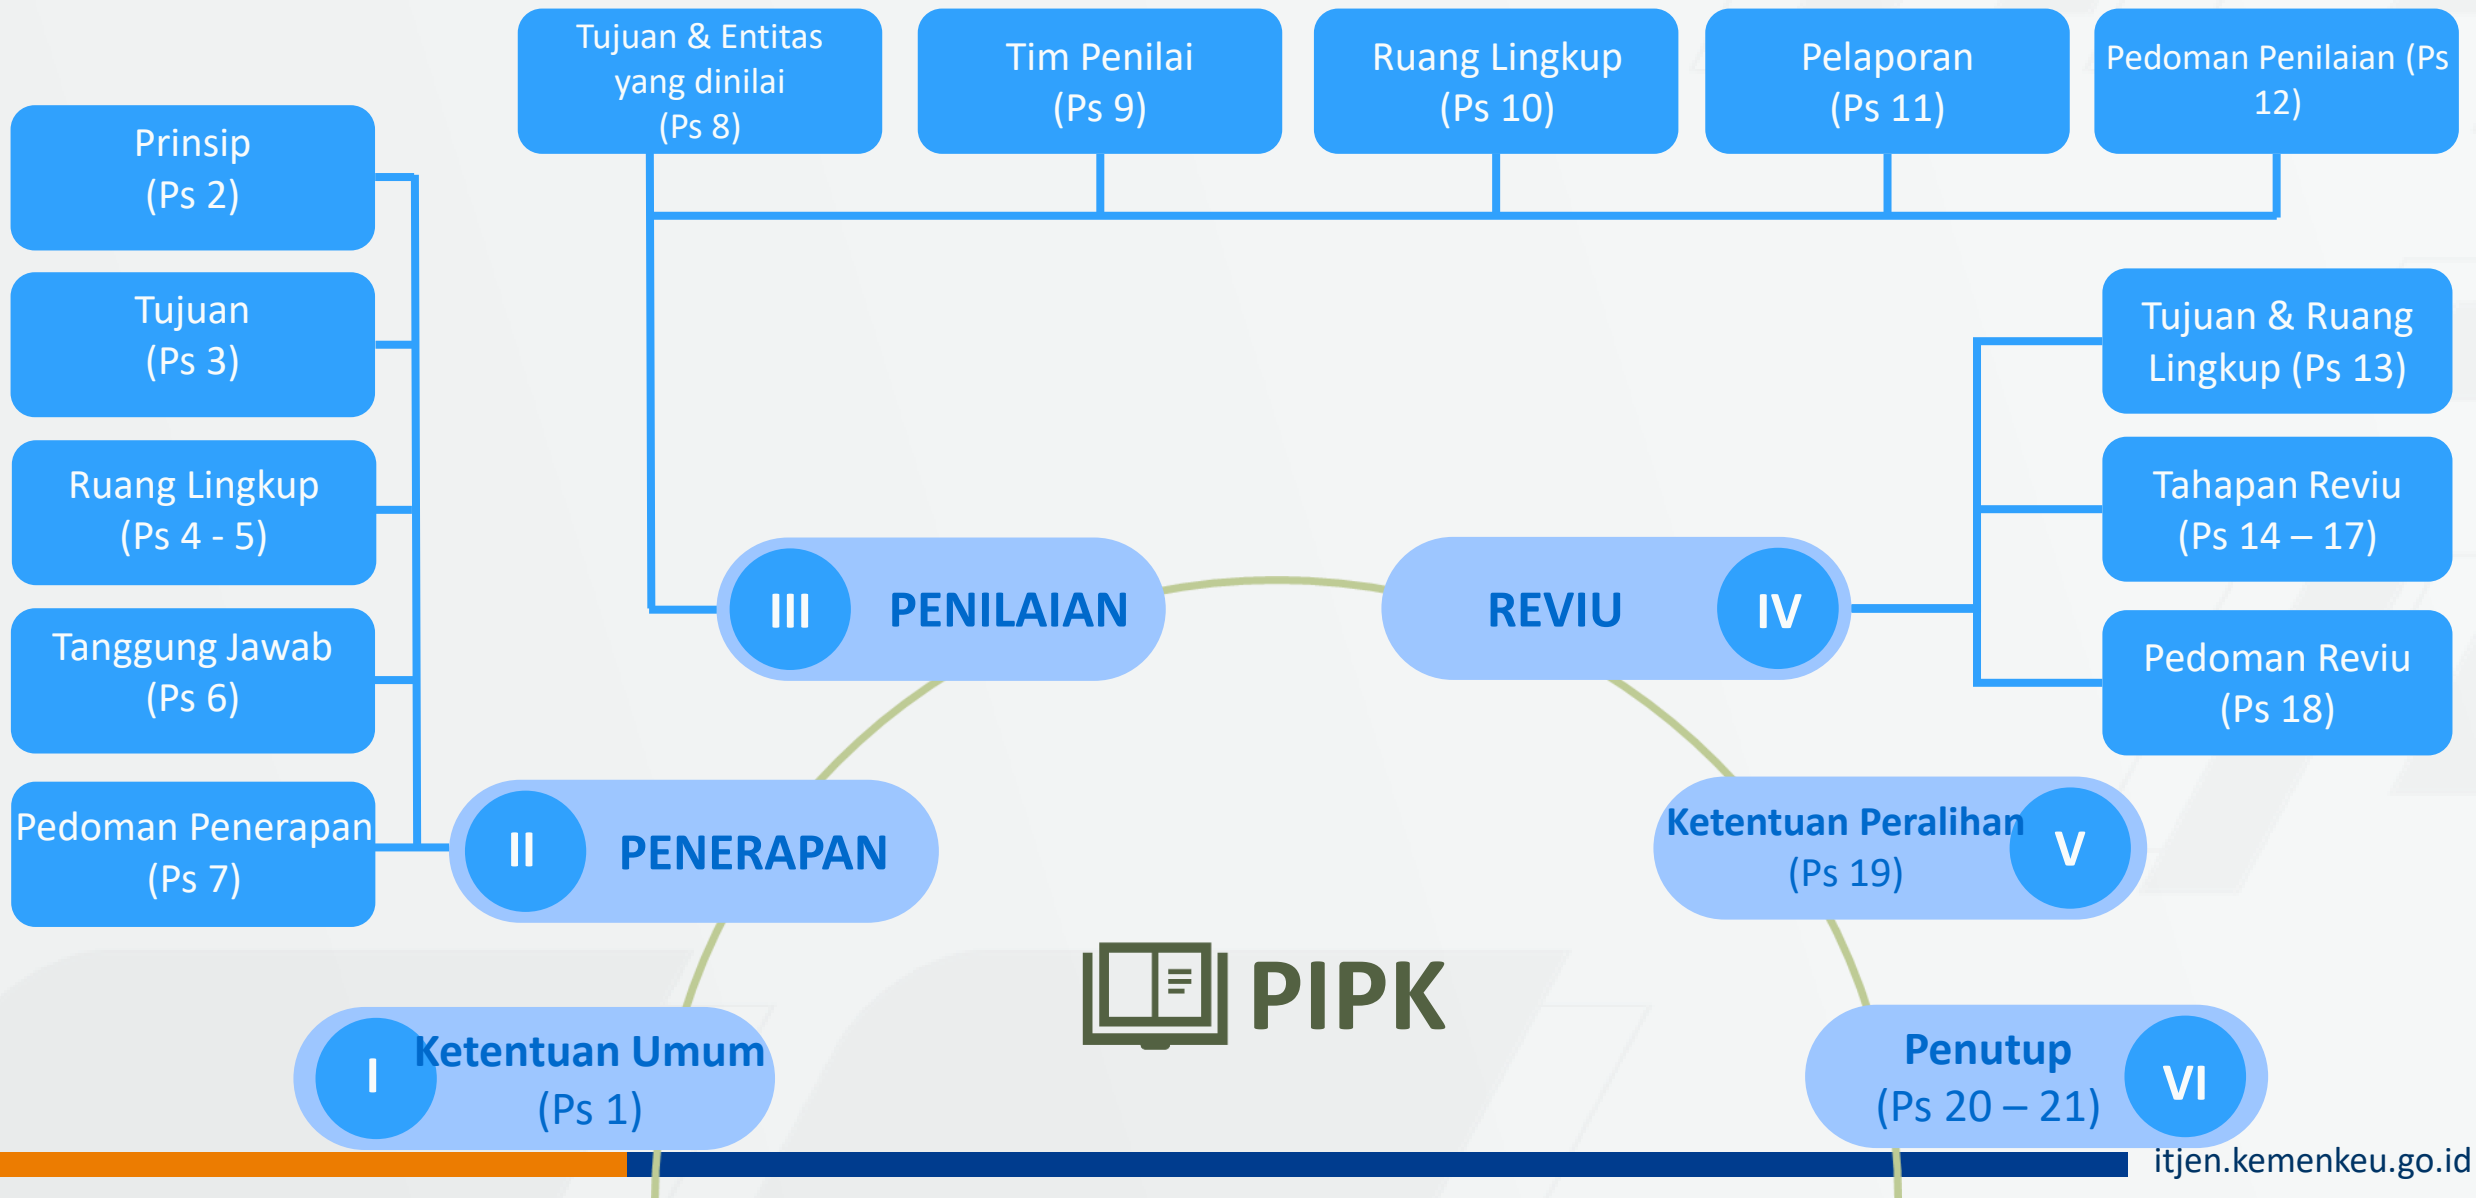 Tujuan & Entitas
yang dinilai
(Ps 8)
Tim Penilai
(Ps 9)
Ruang Lingkup
(Ps 10)
Pelaporan
(Ps 11)
Pedoman Penilaian (Ps
12)
Prinsip
(Ps 2)
Tujuan
(Ps 3)
Ruang Lingkup
(Ps 4 - 5)
Tanggung Jawab
(Ps 6)
Pedoman Penerapan
(Ps 7)
Tujuan & Ruang
Lingkup (Ps 13)
Tahapan Reviu
(Ps 14 – 17)
Pedoman Reviu
(Ps 18)
III PENILAIAN
REVIU IV
II PENERAPAN
Ketentuan Peralihan
(Ps 19)
V
PIPK
I
Ketentuan Umum
(Ps 1)
Penutup
(Ps 20 – 21)
VI
itjen.kemenkeu.go.id